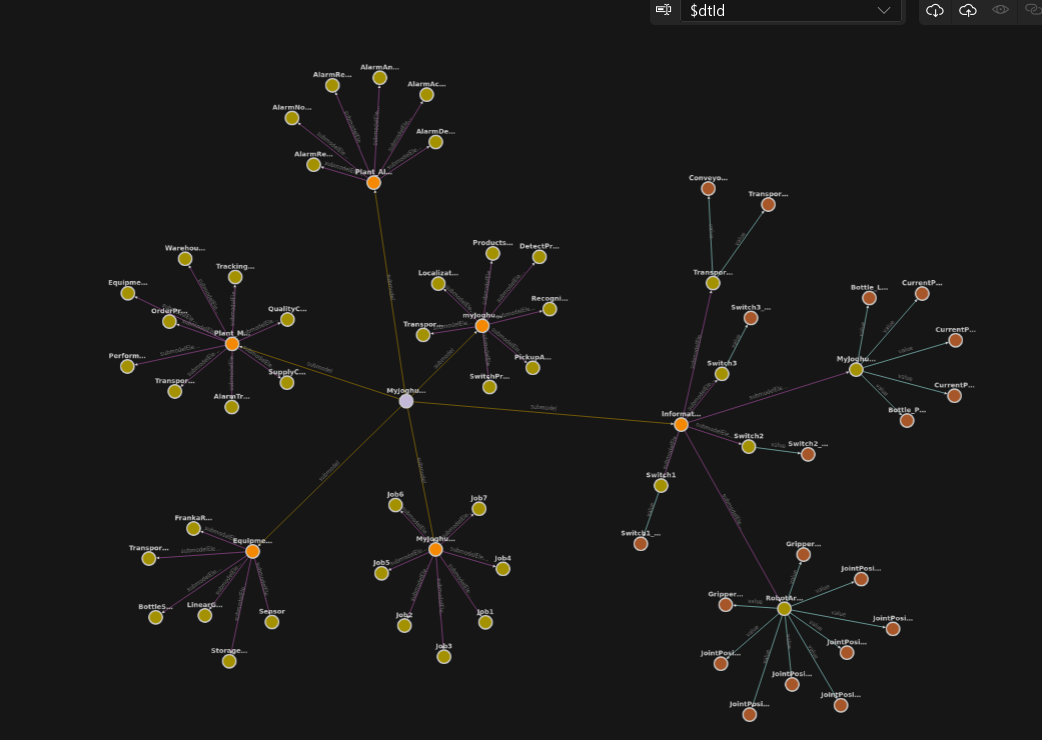 $dtId
AlarmAn...
AlarmRe...
AlarmAc...
AlarmNo...
AlarmDe...
AlarmRe...
Plant_Al...
Conveyo...
Transpor...
Products...
DetectPr...
Warehou...
Tracking...
Localizat...
Transpor...
Equipme...
Bottle_L...
CurrentP...
Recogni...
OrderPr...
QualityC...
myJoghu...
Switch3_...
Transpor...
Plant_M...
CurrentP...
Perform...
PickupA...
MyJoghu...
Switch3
Transpor...
SupplyC...
SwitchPr...
CurrentP...
AlarmTr...
MyJoghu...
submodel
Informat...
Bottle_P...
Switch2
Switch2_...
value
Switch1
Job6
Job7
FrankaR...
Switch1_...
Equipme...
MyJoghu...
Transpor...
Gripper...
Job5
Job4
JointPosi...
BottleS...
LinearG...
Sensor
Job2
Job1
Gripper...
RobotAr...
JointPosi...
Storage...
Job3
JointPosi...
JointPosi...
JointPosi...
JointPosi...
JointPosi...